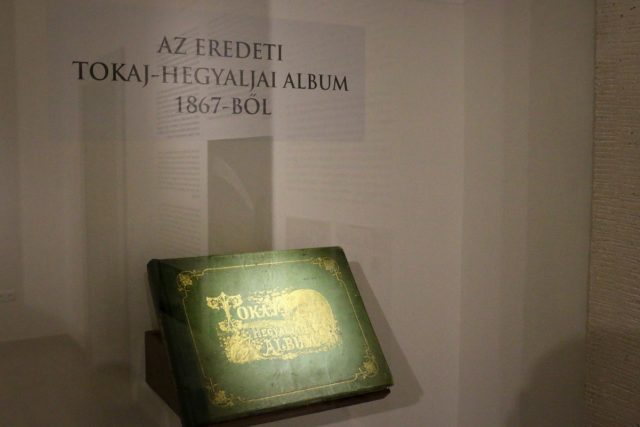 AZ EREDETI
TOKAJ-HEGYALJAI ALBUM
1867-BŐL
TOKAJ
HEGYALJAI
ALBUM